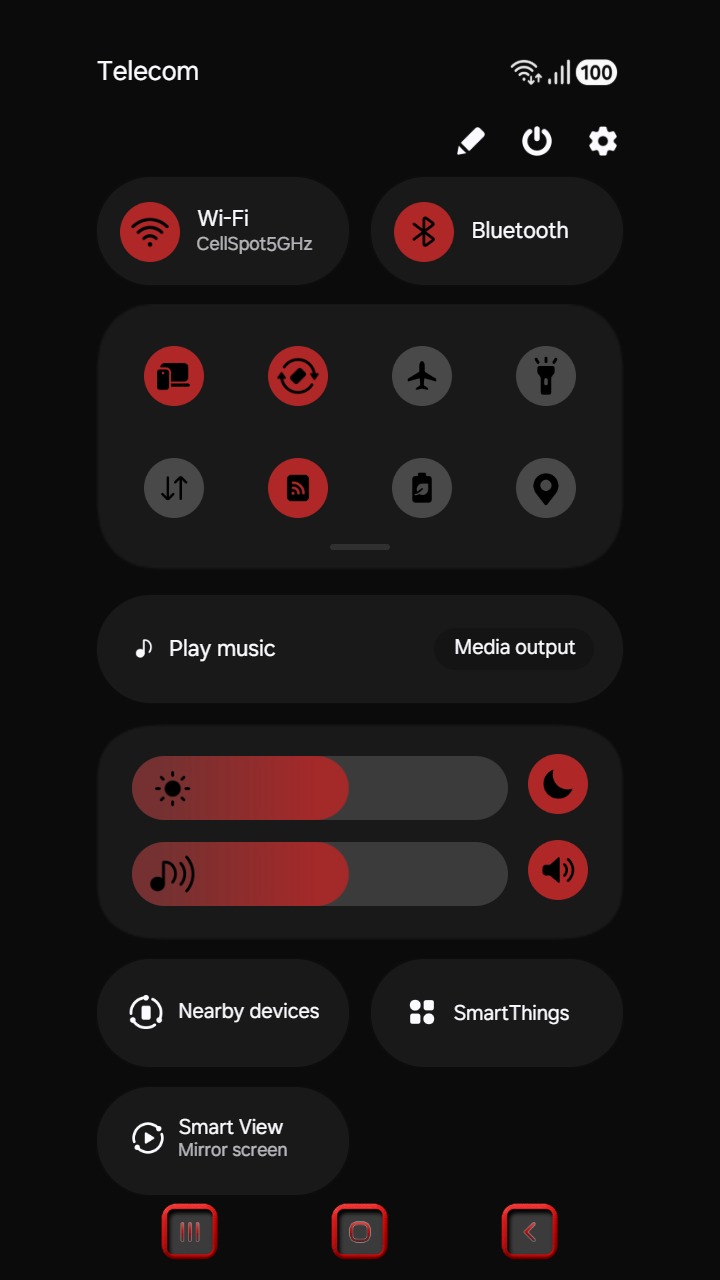 Telecom
100
Wi-Fi
CellSpot5GHz
Bluetooth
Play music
Media output
Nearby devices
SmartThings
Smart View
Mirror screen